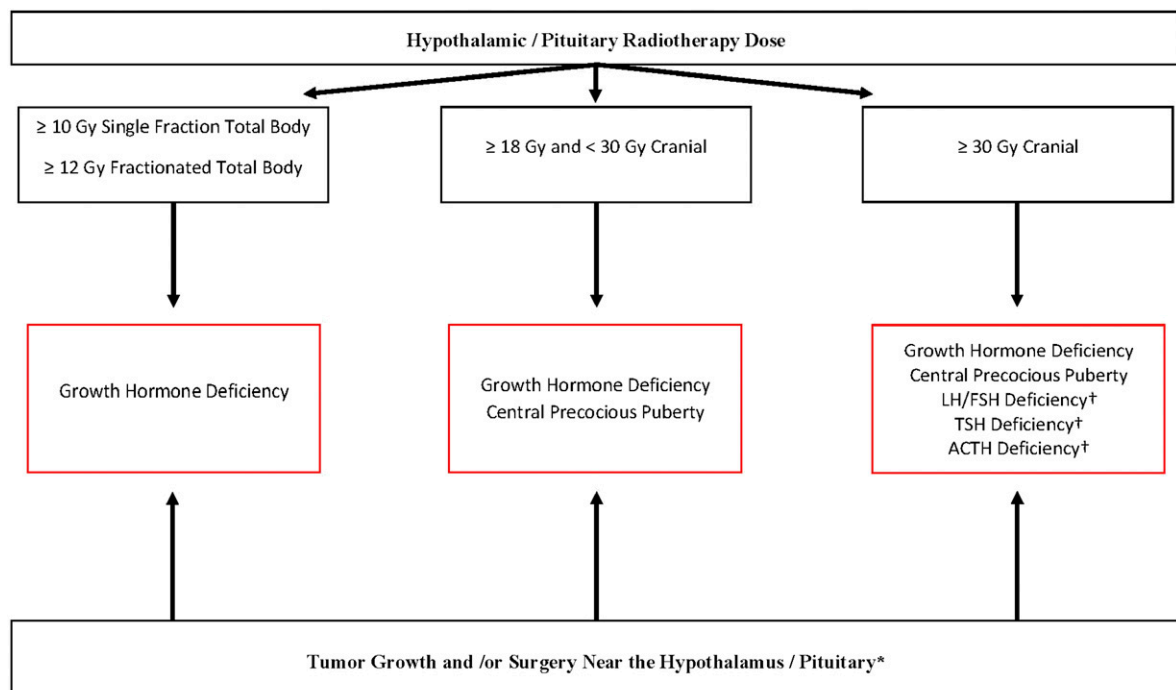 Hypothalamic / Pituitary Radiotherapy Dose
≥ 10 Gy Single Fraction Total Body
≥ 12 Gy Fractionated Total Body
≥ 18 Gy and < 30 Gy Cranial
≥ 30 Gy Cranial
Growth Hormone Deficiency
Growth Hormone Deficiency
Central Precocious Puberty
Growth Hormone Deficiency
Central Precocious Puberty
LH/FSH Deficiency†
TSH Deficiency†
ACTH Deficiency†
Tumor Growth and /or Surgery Near the Hypothalamus / Pituitary*